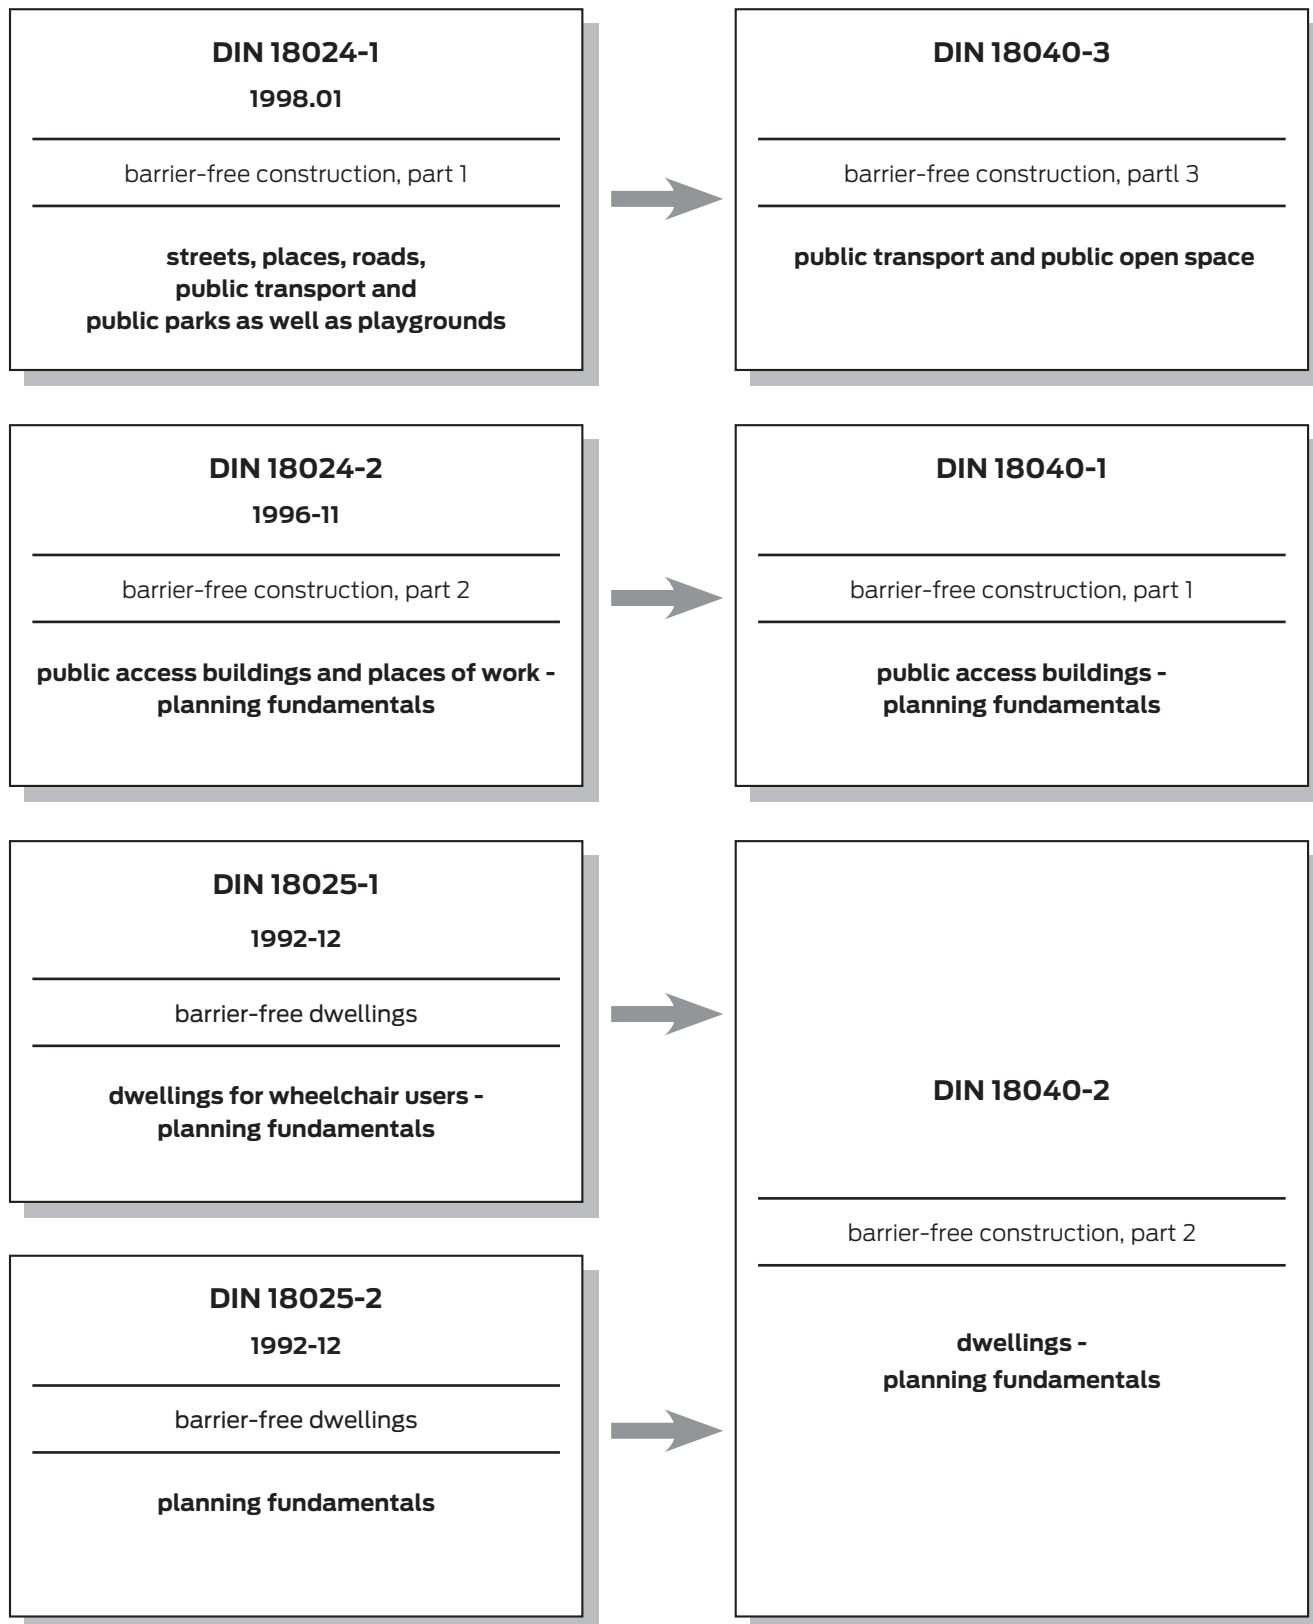 DIN 18024-1
1998.01
barrier-free construction, part 1
streets, places, roads,
public transport and
public parks as well as playgrounds
DIN 18040-3
barrier-free construction, partl 3
public transport and public open space
DIN 18024-2
1996-11
barrier-free construction, part 2
public access buildings and places of work -
planning fundamentals
DIN 18040-1
barrier-free construction, part 1
public access buildings -
planning fundamentals
DIN 18025-1
1992-12
barrier-free dwellings
dwellings for wheelchair users -
planning fundamentals
DIN 18025-2
1992-12
barrier-free dwellings
planning fundamentals
DIN 18040-2
barrier-free construction, part 2
dwellings -
planning fundamentals